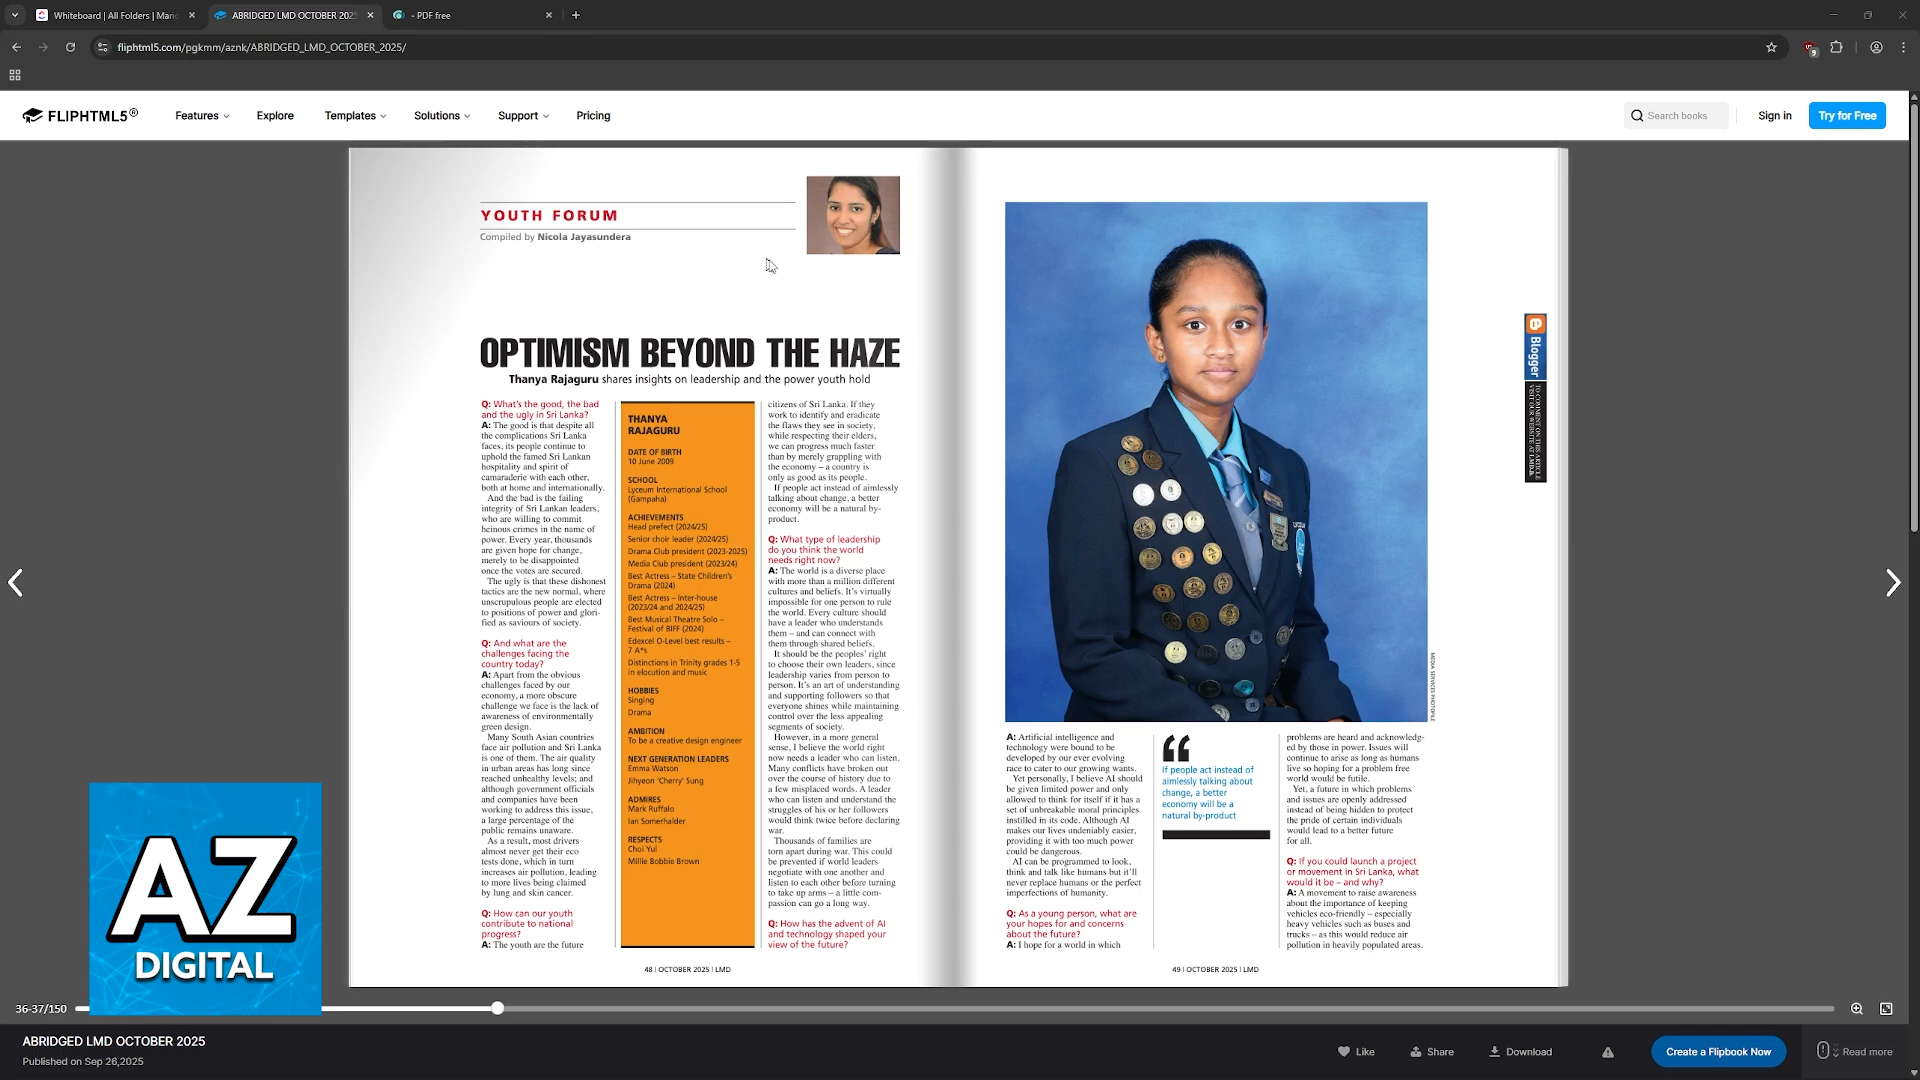 Whiteboard | All Folders | Mario
ABRIDGED LMD OCTOBER 2025
- PDF free
fliphtml5.com/pgkmm/aznk/ABRIDGED_LMD_OCTOBER_2025/
9
FLIPHTML5®
Features
Explore
Templates
Solutions
Support
Pricing
Search books
Sign in
Try for Free
YOUTH FORUM
Compiled by Nicola Jayasundera
OPTIMISM BEYOND THE HAZE
Thanya Rajaguru shares insights on leadership and the power youth hold
Q: What's the good, the bad
and the ugly in Sri Lanka?
A: The good is that despite all
the complications Sri Lanka
faces, its people continue to
uphold the famed Sri Lankan
hospitality and spirit of
camaraderie with each other,
both at home and internationally.
And the bad is the failing
integrity of Sri Lankan leaders,
who are willing to commit
heinous crimes in the name of
power. Every year, thousands
are given hope for change,
merely to be disappointed
once the votes are secured.
The ugly is that these dishonest
tactics are the new normal, where
unscrupulous people are elected
to positions of power and glori-
fied as saviours of society.
Q: And what are the
challenges facing the
country today?
A: Apart from the obvious
challenges faced by our
economy, a more obscure
challenge we face is the lack of
awareness of environmentally
green design.
Many South Asian countries
face air pollution and Sri Lanka
is one of them. The air quality
in urban areas has long since
reached unhealthy levels; and
although government officials
and companies have been
working to address this issue,
a large percentage of the
public remains unaware.
As a result, most drivers
almost never get their eco
tests done, which in turn
increases air pollution, leading
to more lives being claimed
by lung and skin cancer.
Q: How can our youth
contribute to national
progress?
A: The youth are the future
THANYA
RAJAGURU
DATE OF BIRTH
10 June 2009
SCHOOL
Lyceum International School
(Gampaha)
ACHIEVEMENTS
Head prefect (2024/25)
Senior choir leader (2024/25)
Drama Club president (2023-2025)
Media Club president (2023/24)
Best Actress – State Children's
Drama (2024)
Best Actress – Inter-house
(2023/24 and 2024/25)
Best Musical Theatre Solo –
Festival of BIFF (2024)
Edexcel O-Level best results –
7 A*s
Distinctions in Trinity grades 1-5
in elocution and music
HOBBIES
Singing
Drama
AMBITION
To be a creative design engineer
NEXT GENERATION LEADERS
Emma Watson
Jihyeon 'Cherry' Sung
ADMIRES
Mark Ruffalo
Ian Somerhalder
RESPECTS
Choi Yul
Millie Bobbie Brown
citizens of Sri Lanka. If they
work to identify and eradicate
the flaws they see in society,
while respecting their elders,
we can progress much faster
than by merely grappling with
the economy – a country is
only as good as its people.
If people act instead of aimlessly
talking about change, a better
economy will be a natural by-
product.
Q: What type of leadership
do you think the world
needs right now?
A: The world is a diverse place
with more than a million different
cultures and beliefs. It's virtually
impossible for one person to rule
the world. Every culture should
have a leader who understands
them – and can connect with
them through shared beliefs.
It should be the peoples' right
to choose their own leaders, since
leadership varies from person to
person. It's an art of understanding
and supporting followers so that
everyone shines while maintaining
control over the less appealing
segments of society.
However, in a more general
sense, I believe the world right
now needs a leader who can listen.
Many conflicts have broken out
over the course of history due to
a few misplaced words. A leader
who can listen and understand the
struggles of his or her followers
would think twice before declaring
war.
Thousands of families are
torn apart during war. This could
be prevented if world leaders
negotiate with one another and
listen to each other before turning
to take up arms – a little com-
passion can go a long way.
Q: How has the advent of AI
and technology shaped your
view of the future?
48 | OCTOBER 2025 | LMD
MEDIA SERVICES PHOTOFILE
Blogger
TO COMMENT ON THIS ARTICLE
VISIT OUR WEBSITE AT LMD.lk
A: Artificial intelligence and
technology were bound to be
developed by our ever evolving
race to cater to our growing wants.
Yet personally, I believe AI should
be given limited power and only
allowed to think for itself if it has a
set of unbreakable moral principles
instilled in its code. Although AI
makes our lives undeniably easier,
providing it with too much power
could be dangerous.
AI can be programmed to look,
think and talk like humans but it'll
never replace humans or the perfect
imperfections of humanity.
Q: As a young person, what are
your hopes for and concerns
about the future?
A: I hope for a world in which
“
If people act instead of
aimlessly talking about
change, a better
economy will be a
natural by-product
problems are heard and acknowledg-
ed by those in power. Issues will
continue to arise as long as humans
live so hoping for a problem free
world would be futile.
Yet, a future in which problems
and issues are openly addressed
instead of being hidden to protect
the pride of certain individuals
would lead to a better future
for all.
Q: If you could launch a project
or movement in Sri Lanka, what
would it be – and why?
A: A movement to raise awareness
about the importance of keeping
vehicles eco-friendly – especially
heavy vehicles such as buses and
trucks – as this would reduce air
pollution in heavily populated areas.
49 | OCTOBER 2025 | LMD
AZ
DIGITAL
36-37/150
ABRIDGED LMD OCTOBER 2025
Published on Sep 26,2025
Like
Share
Download
Create a Flipbook Now
Read more